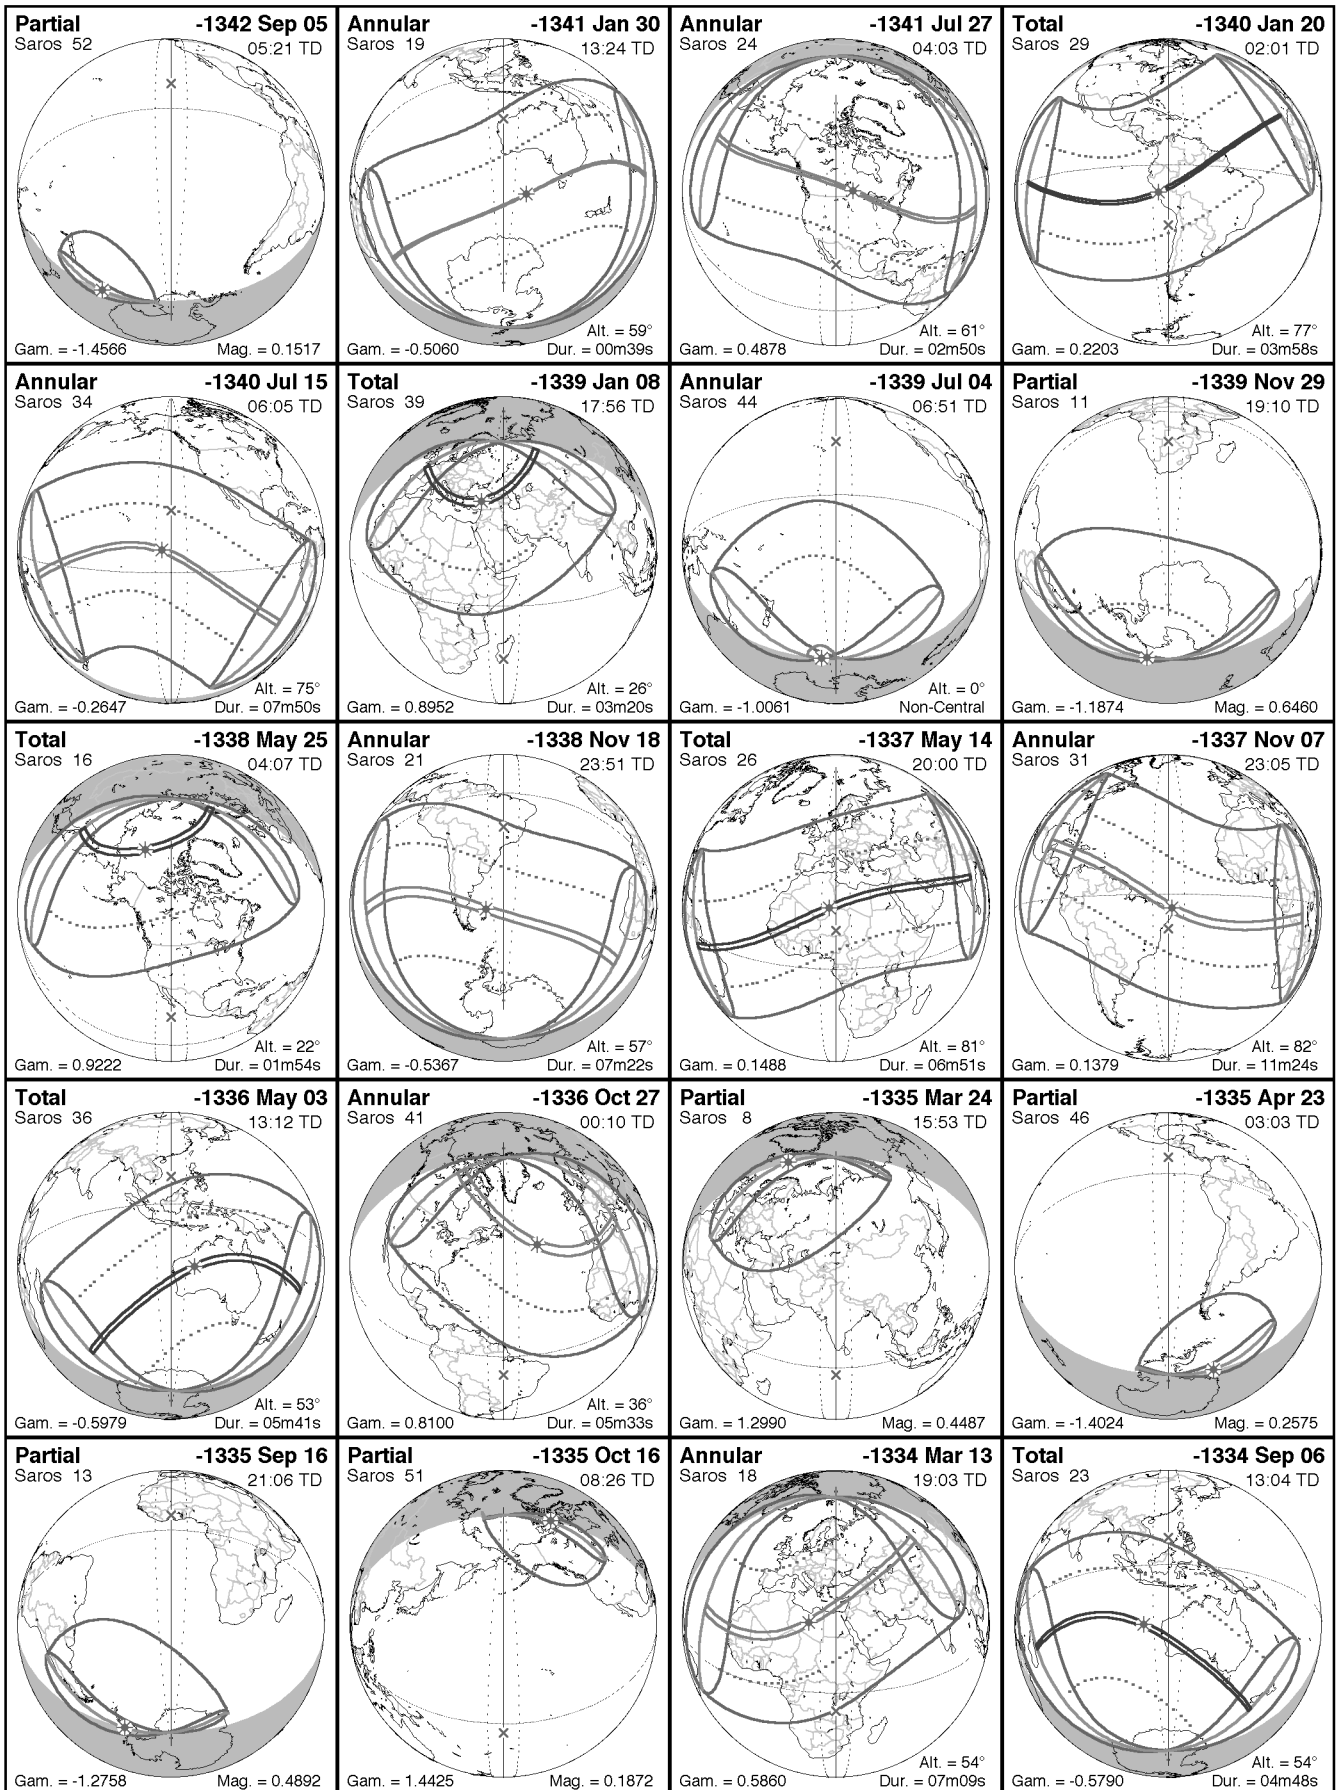 Partial -1342 Sep 05
Saros 52 05:21 TD
Gam. = -1.4566 Mag. = 0.1517
Annular -1341 Jan 30
Saros 19 13:24 TD
Alt. = 59°
Gam. = -0.5060 Dur. = 00m39s
Annular -1341 Jul 27
Saros 24 04:03 TD
Alt. = 61°
Gam. = 0.4878 Dur. = 02m50s
Total -1340 Jan 20
Saros 29 02:01 TD
Alt. = 77°
Gam. = 0.2203 Dur. = 03m58s
Annular -1340 Jul 15
Saros 34 06:05 TD
Alt. = 75°
Gam. = -0.2647 Dur. = 07m50s
Total -1339 Jan 08
Saros 39 17:56 TD
Alt. = 26°
Gam. = 0.8952 Dur. = 03m20s
Annular -1339 Jul 04
Saros 44 06:51 TD
Alt. = 0°
Gam. = -1.0061 Non-Central
Partial -1339 Nov 29
Saros 11 19:10 TD
Gam. = -1.1874 Mag. = 0.6460
Total -1338 May 25
Saros 16 04:07 TD
Alt. = 22°
Gam. = 0.9222 Dur. = 01m54s
Annular -1338 Nov 18
Saros 21 23:51 TD
Alt. = 57°
Gam. = -0.5367 Dur. = 07m22s
Total -1337 May 14
Saros 26 20:00 TD
Alt. = 81°
Gam. = 0.1488 Dur. = 06m51s
Annular -1337 Nov 07
Saros 31 23:05 TD
Alt. = 82°
Gam. = 0.1379 Dur. = 11m24s
Total -1336 May 03
Saros 36 13:12 TD
Alt. = 53°
Gam. = -0.5979 Dur. = 05m41s
Annular -1336 Oct 27
Saros 41 00:10 TD
Alt. = 36°
Gam. = 0.8100 Dur. = 05m33s
Partial -1335 Mar 24
Saros 8 15:53 TD
Gam. = 1.2990 Mag. = 0.4487
Partial -1335 Apr 23
Saros 46 03:03 TD
Gam. = -1.4024 Mag. = 0.2575
Partial -1335 Sep 16
Saros 13 21:06 TD
Gam. = -1.2758 Mag. = 0.4892
Partial -1335 Oct 16
Saros 51 08:26 TD
Gam. = 1.4425 Mag. = 0.1872
Annular -1334 Mar 13
Saros 18 19:03 TD
Alt. = 54°
Gam. = 0.5860 Dur. = 07m09s
Total -1334 Sep 06
Saros 23 13:04 TD
Alt. = 54°
Gam. = -0.5790 Dur. = 04m48s